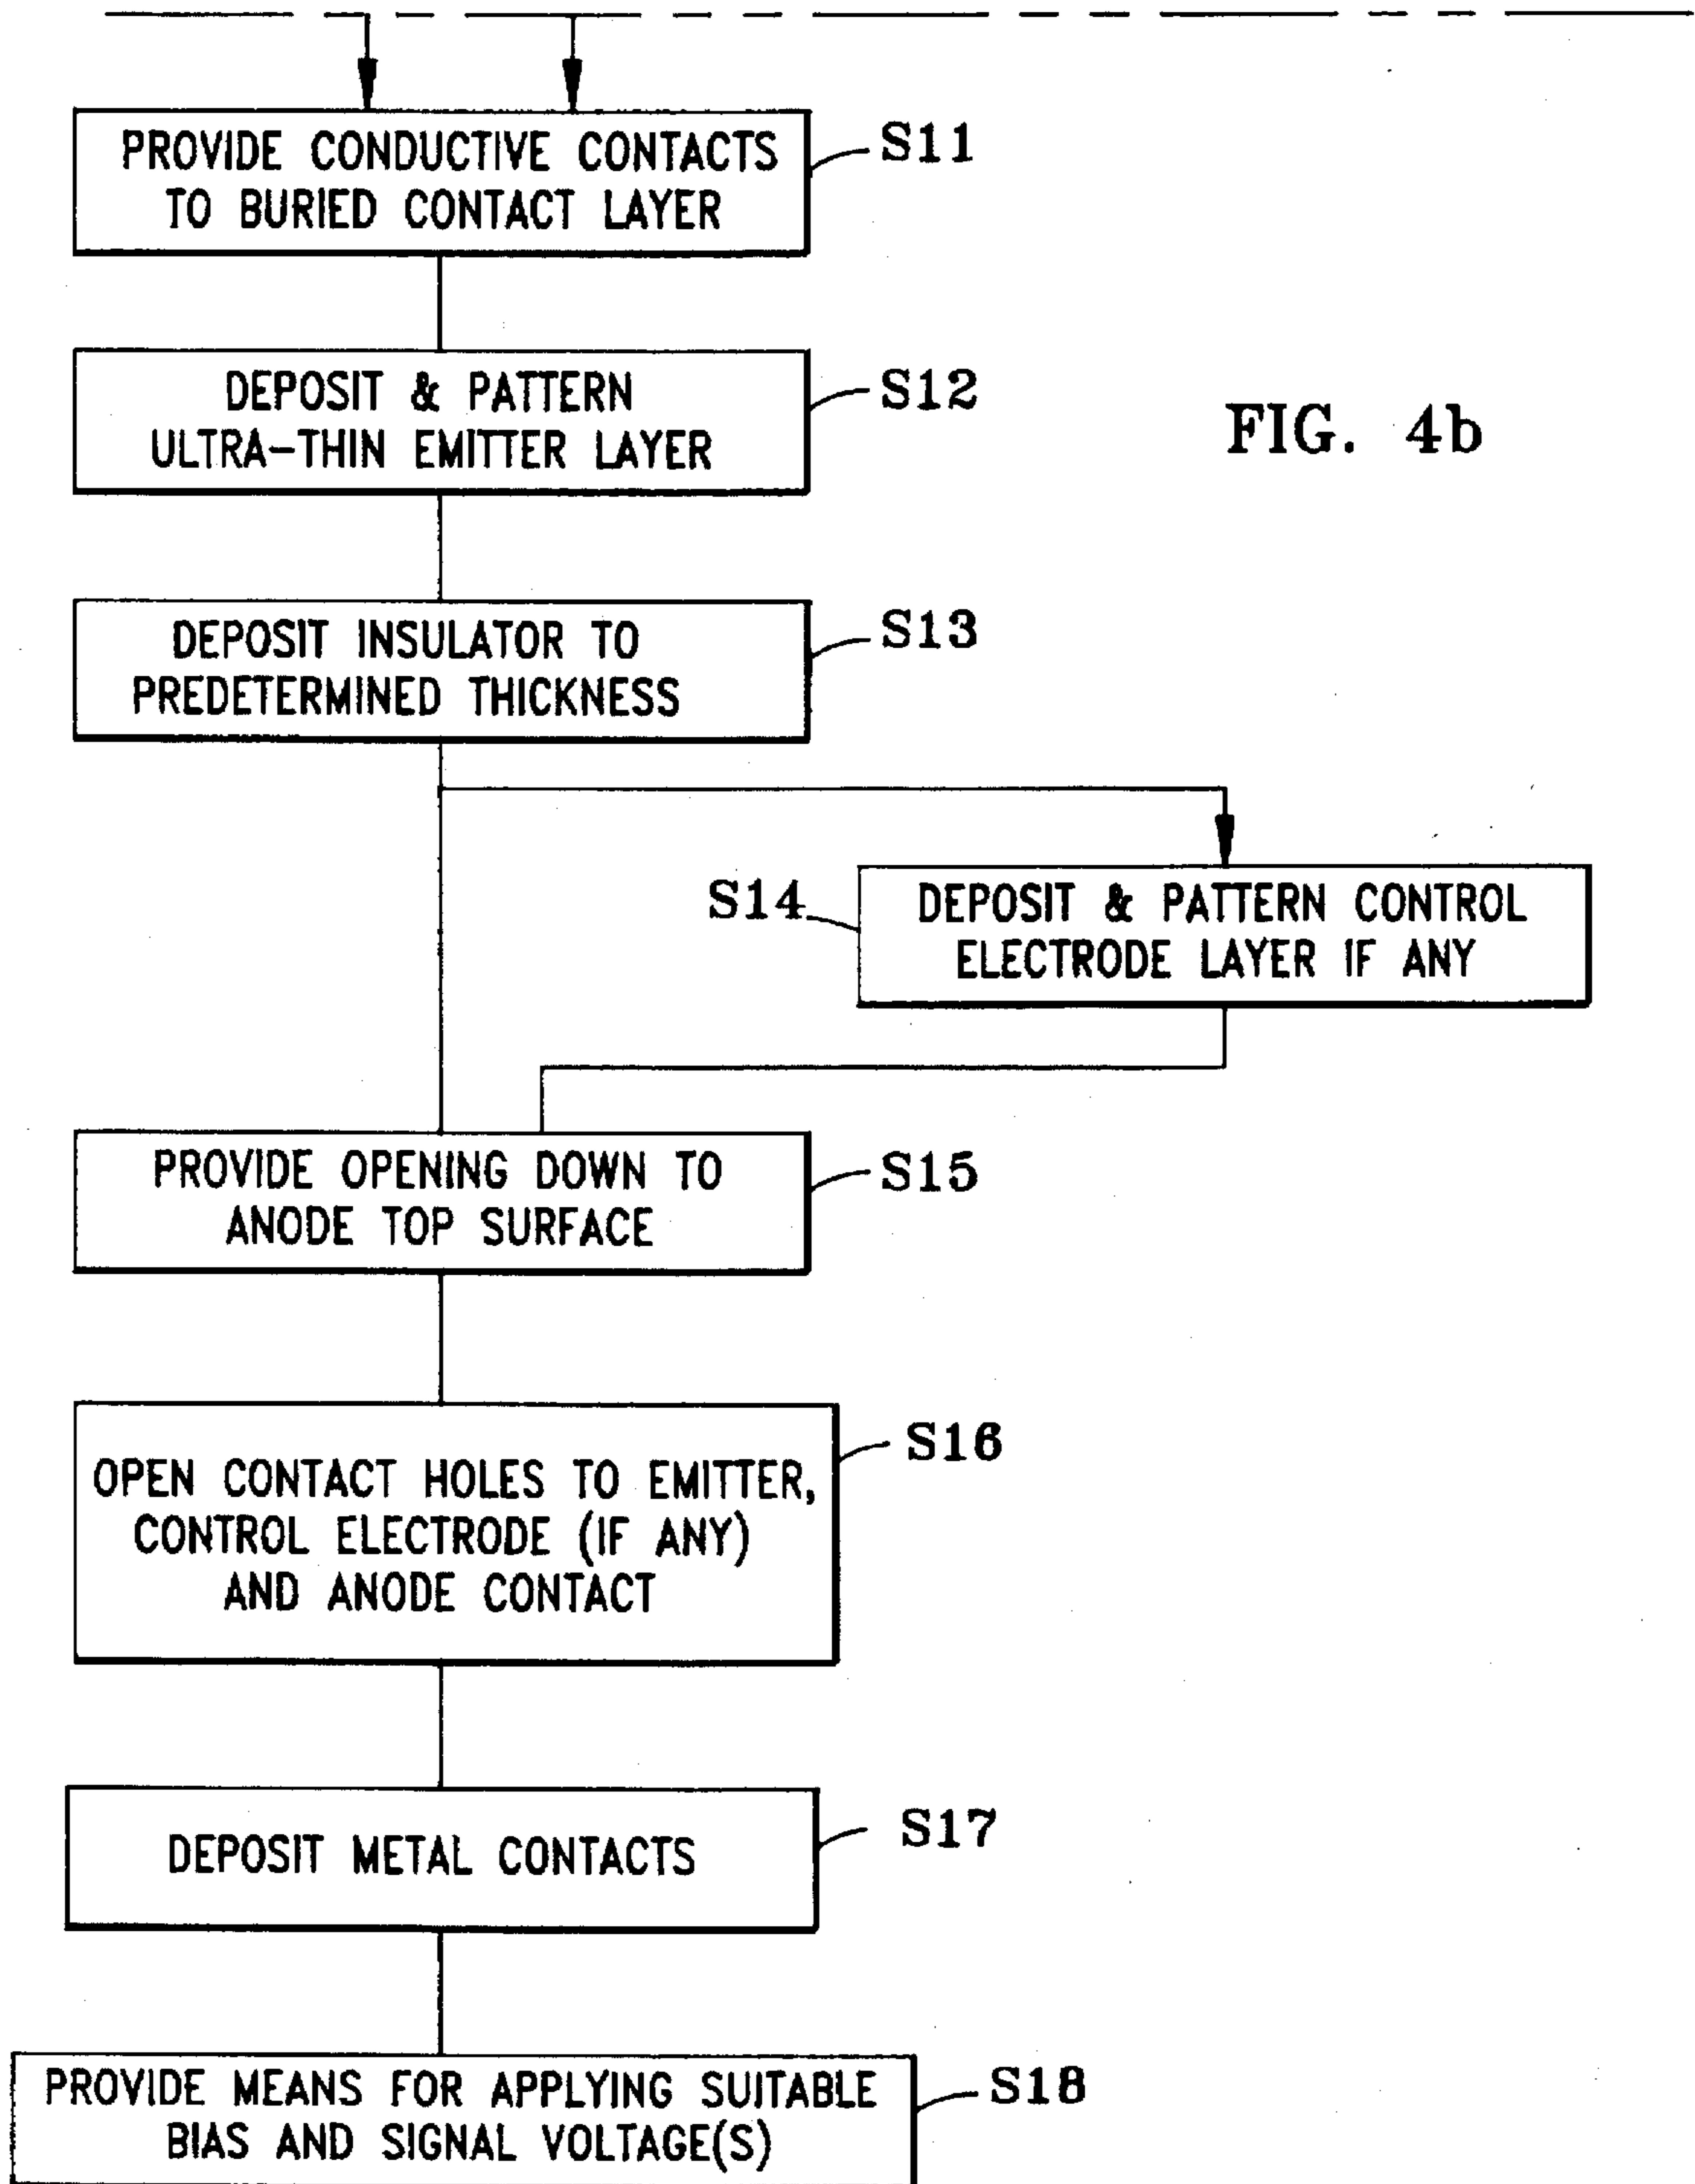 PROVIDE CONDUCTIVE CONTACTS
TO BURIED CONTACT LAYER
S11
DEPOSIT & PATTERN
ULTRA-THIN EMITTER LAYER
S12
FIG. 4b
DEPOSIT INSULATOR TO
PREDETERMINED THICKNESS
S13
S14
DEPOSIT & PATTERN CONTROL
ELECTRODE LAYER IF ANY
PROVIDE OPENING DOWN TO
ANODE TOP SURFACE
S15
OPEN CONTACT HOLES TO EMITTER,
CONTROL ELECTRODE (IF ANY)
AND ANODE CONTACT
S16
DEPOSIT METAL CONTACTS
S17
PROVIDE MEANS FOR APPLYING SUITABLE
BIAS AND SIGNAL VOLTAGE(S)
S18